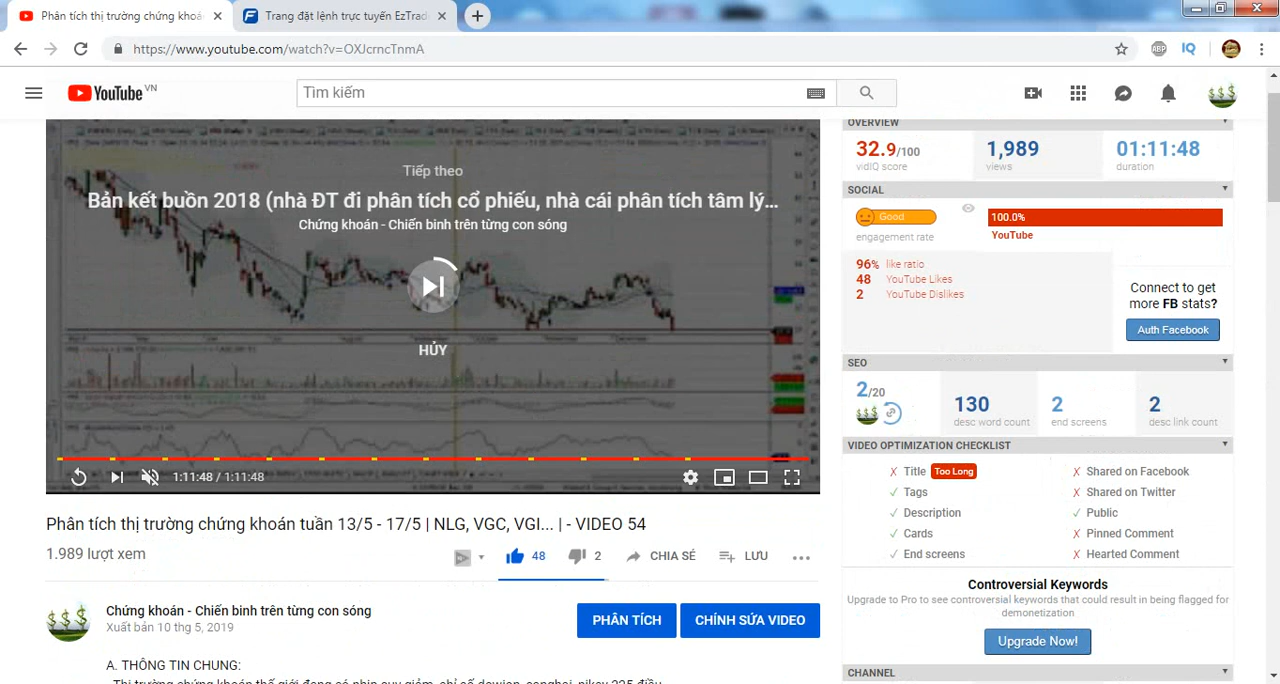 Phân tích thị trường chứng khoá
Trang đặt lệnh trực tuyến EzTrad
https://www.youtube.com/watch?v=OXJcrncTnmA
ABP
IQ
YouTube VN
Tìm kiếm
Tiếp theo
Bản kết buồn 2018 (nhà ĐT đi phân tích cổ phiếu, nhà cái phân tích tâm lý...
Chứng khoán - Chiến binh trên từng con sóng
HỦY
1:11:48 / 1:11:48
Phân tích thị trường chứng khoán tuần 13/5 - 17/5 | NLG, VGC, VGI... | - VIDEO 54
1.989 lượt xem
48
2
CHIA SẺ
LƯU
Chứng khoán - Chiến binh trên từng con sóng
Xuất bản 10 thg 5, 2019
PHÂN TÍCH
CHỈNH SỬA VIDEO
A. THÔNG TIN CHUNG:
OVERVIEW
32.9/100
vidIQ score
1,989
views
01:11:48
duration
SOCIAL
Good
engagement rate
100.0%
YouTube
96% like ratio
48 YouTube Likes
2 YouTube Dislikes
Connect to get
more FB stats?
Auth Facebook
SEO
2/20
130
desc word count
2
end screens
2
desc link count
VIDEO OPTIMIZATION CHECKLIST
Title Too Long
Tags
Description
Cards
End screens
Shared on Facebook
Shared on Twitter
Public
Pinned Comment
Hearted Comment
Controversial Keywords
Upgrade to Pro to see controversial keywords that could result in being flagged for
demonetization
Upgrade Now!
CHANNEL